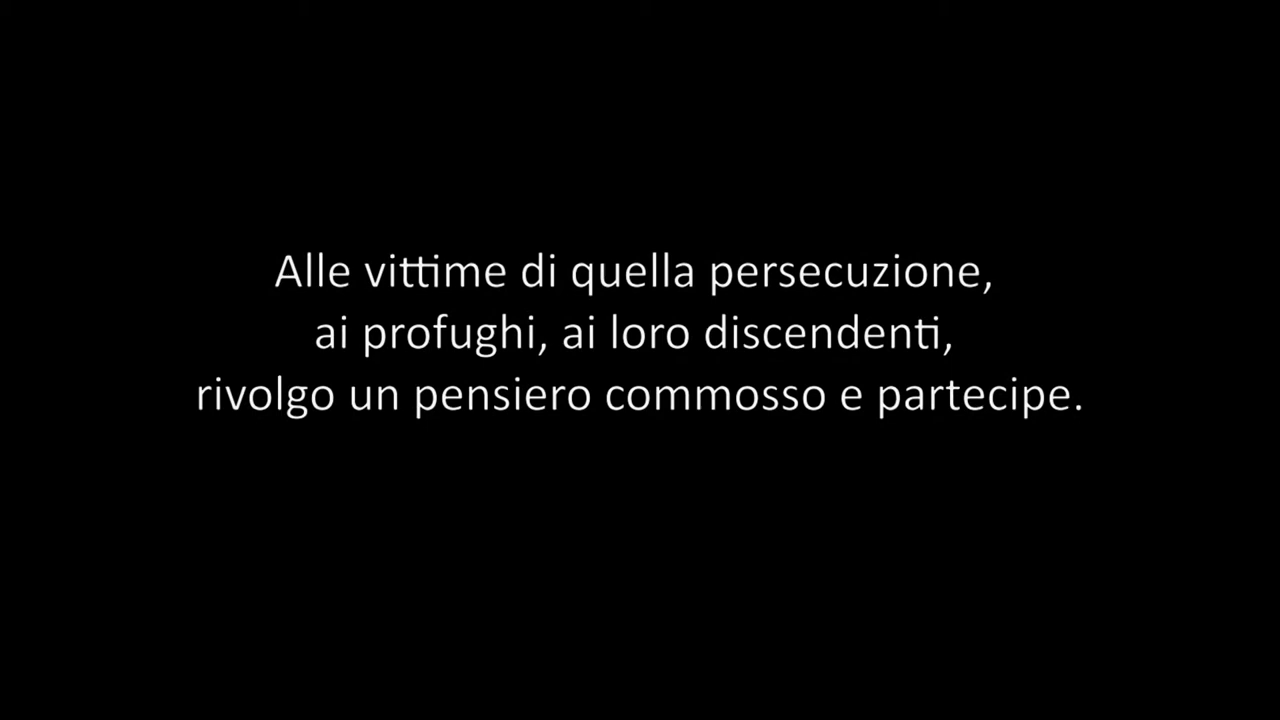 Alle vittime di quella persecuzione,
ai profughi, ai loro discendenti,
rivolgo un pensiero commosso e partecipe.